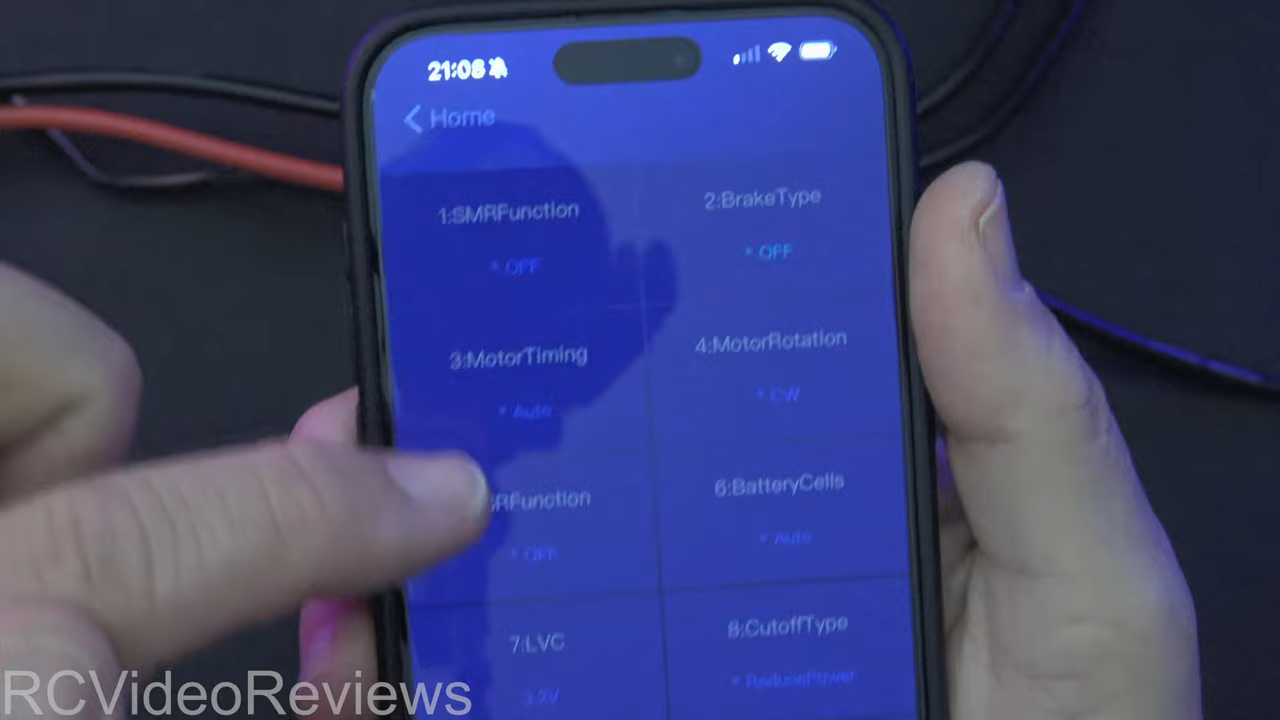 21:08
Home
1:SMRFunction
2:BrakeType
* OFF
* OFF
3:MotorTiming
4:MotorRotation
* Auto
* CW
RFunction
6:BatteryCells
* OFF
* Auto
7:LVC
8:CutoffType
* ReducePower
RCVideoReviews